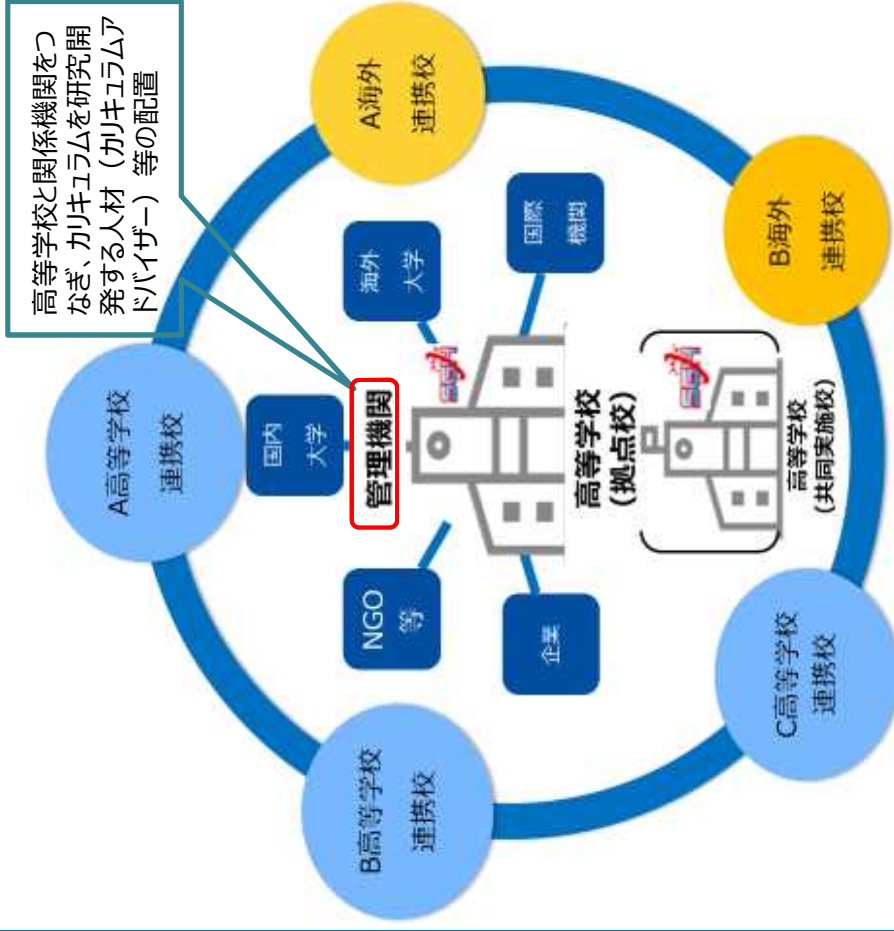 高等学校と関係機関をつ
なぎ、カリキュラムを研究開
発する人材（カリキュラムア
ドバイザー）等の配置
A高等学校
連携校
A海外
連携校
B高等学校
連携校
国内
大学
海外
大学
NGO
等
国際
機関
管理機関
企業
高等学校
（拠点校）
高等学校
（共同実施校）
B海外
連携校
C高等学校
連携校